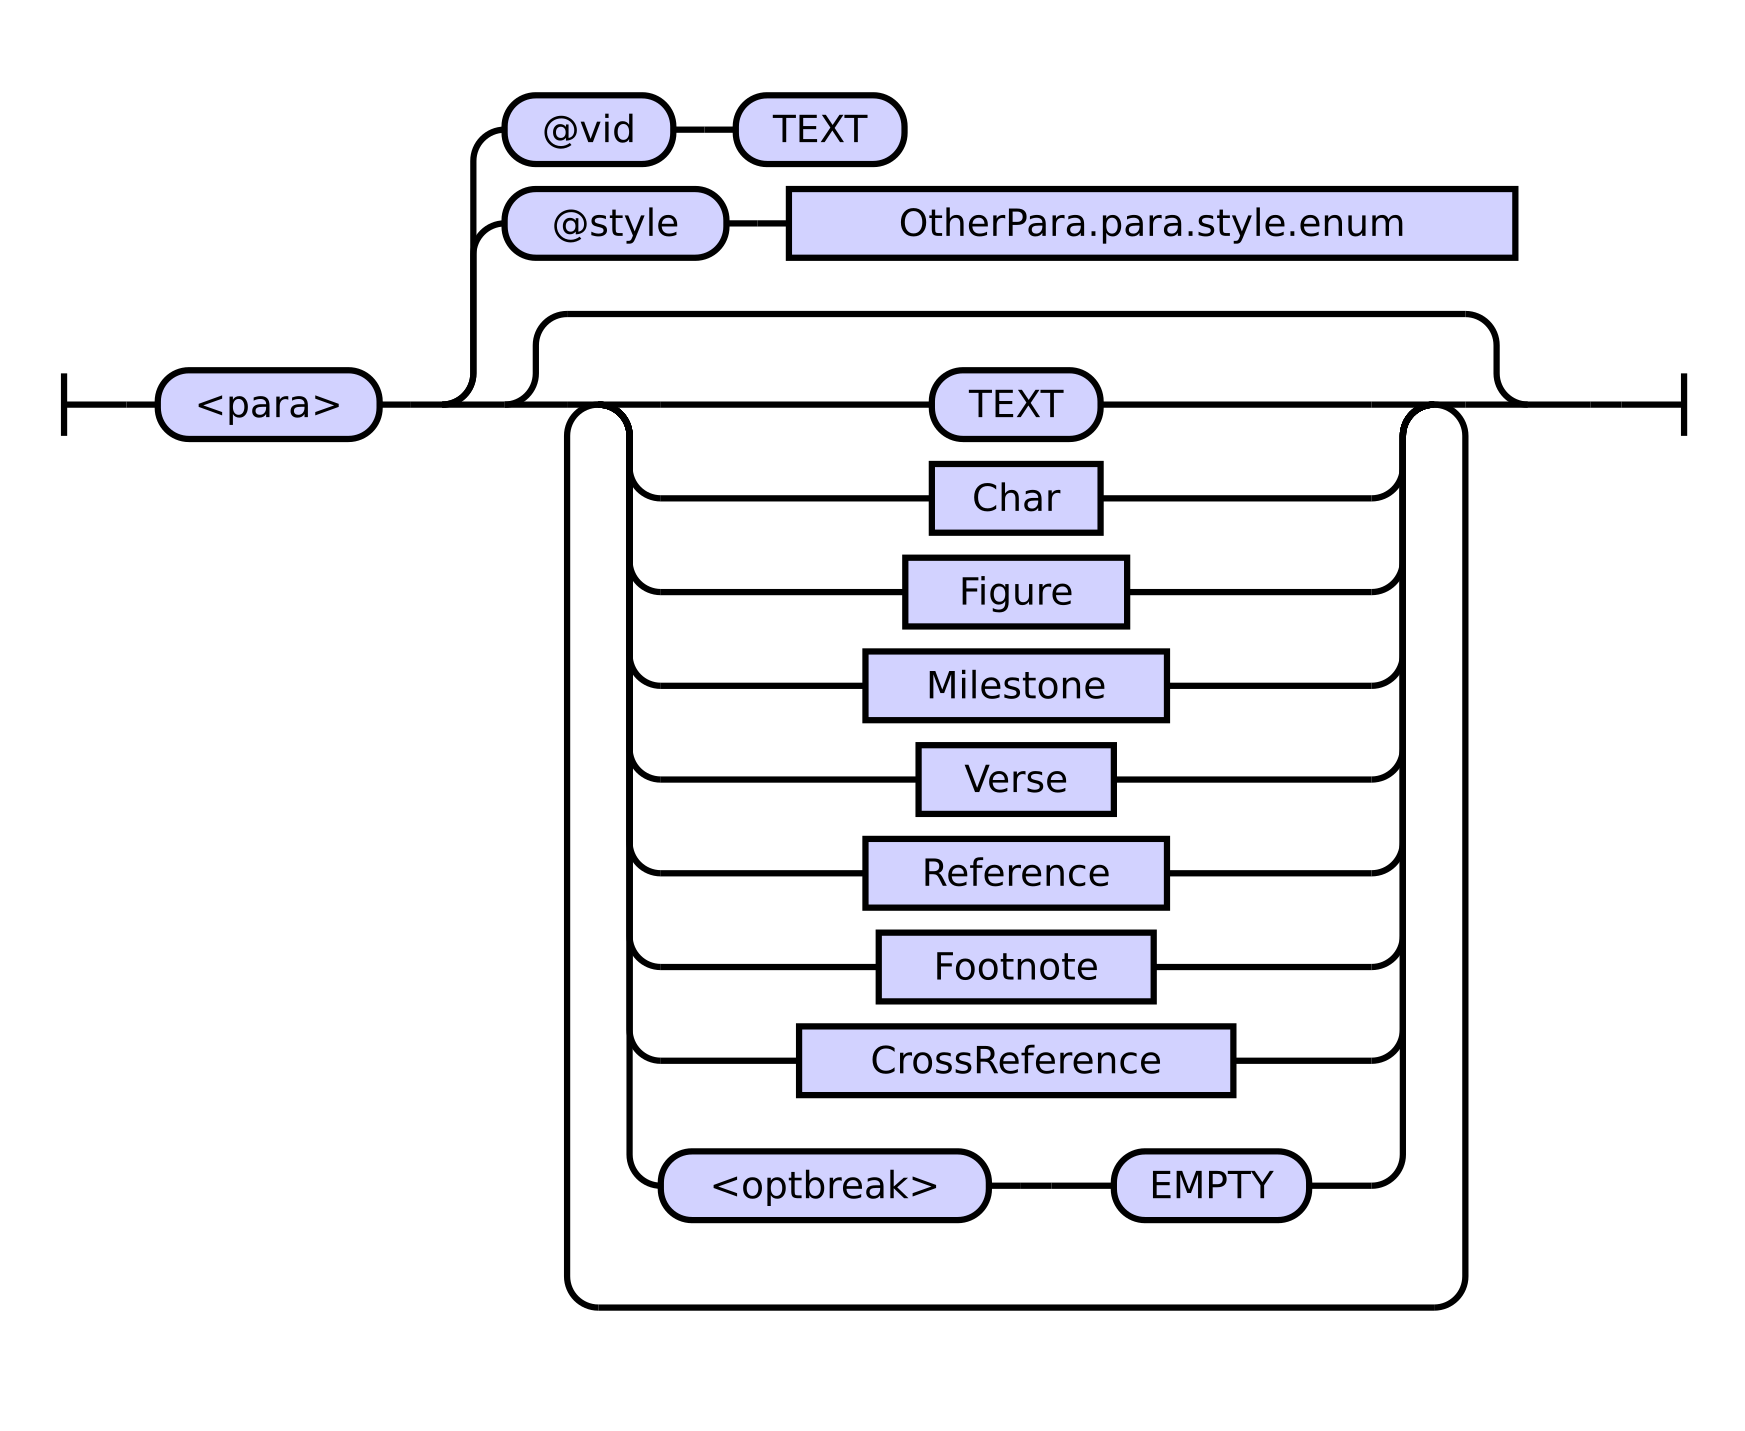 @vid TEXT
@style OtherPara.para.style.enum
<para> TEXT
Char
Figure
Milestone
Verse
Reference
Footnote
CrossReference
<optbreak> EMPTY